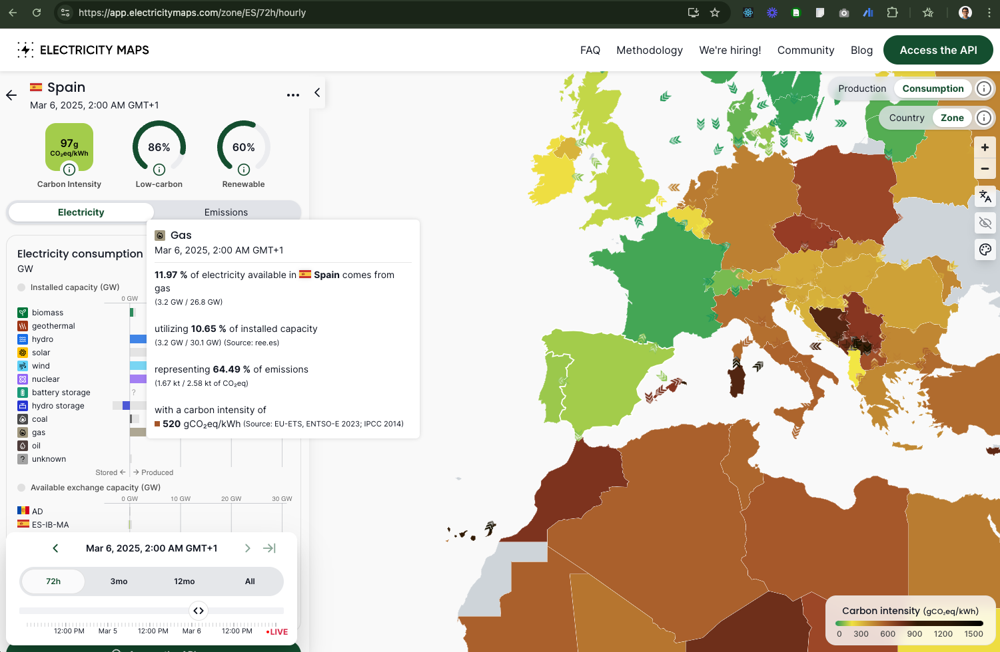 https://app.electricitymaps.com/zone/ES/72h/hourly
ELECTRICITY MAPS
FAQ
Methodology
We're hiring!
Community
Blog
Access the API
Spain
Mar 6, 2025, 2:00 AM GMT+1
97g
CO₂eq/kWh
86%
60%
Carbon Intensity
Low-carbon
Renewable
Electricity
Emissions
Electricity consumption
GW
Installed capacity (GW)
0 GW
biomass
geothermal
hydro
solar
wind
nuclear
battery storage
?
hydro storage
coal
gas
oil
? unknown
Stored ← → Produced
Available exchange capacity (GW)
0 GW
10 GW
20 GW
30 GW
AD
ES-IB-MA
Gas
Mar 6, 2025, 2:00 AM GMT+1
11.97 % of electricity available in Spain comes from
gas
(3.2 GW / 26.8 GW)
utilizing 10.65 % of installed capacity
(3.2 GW / 30.1 GW) (Source: ree.es)
representing 64.49 % of emissions
(1.67 kt / 2.58 kt of CO₂eq)
with a carbon intensity of
520 gCO₂eq/kWh (Source: EU-ETS, ENTSO-E 2023; IPCC 2014)
Mar 6, 2025, 2:00 AM GMT+1
72h
3mo
12mo
All
12:00 PM
Mar 5
12:00 PM
Mar 6
12:00 PM
LIVE
Production
Consumption
Country
Zone
+
−
Carbon intensity (gCO₂eq/kWh)
0
300
600
900
1200
1500